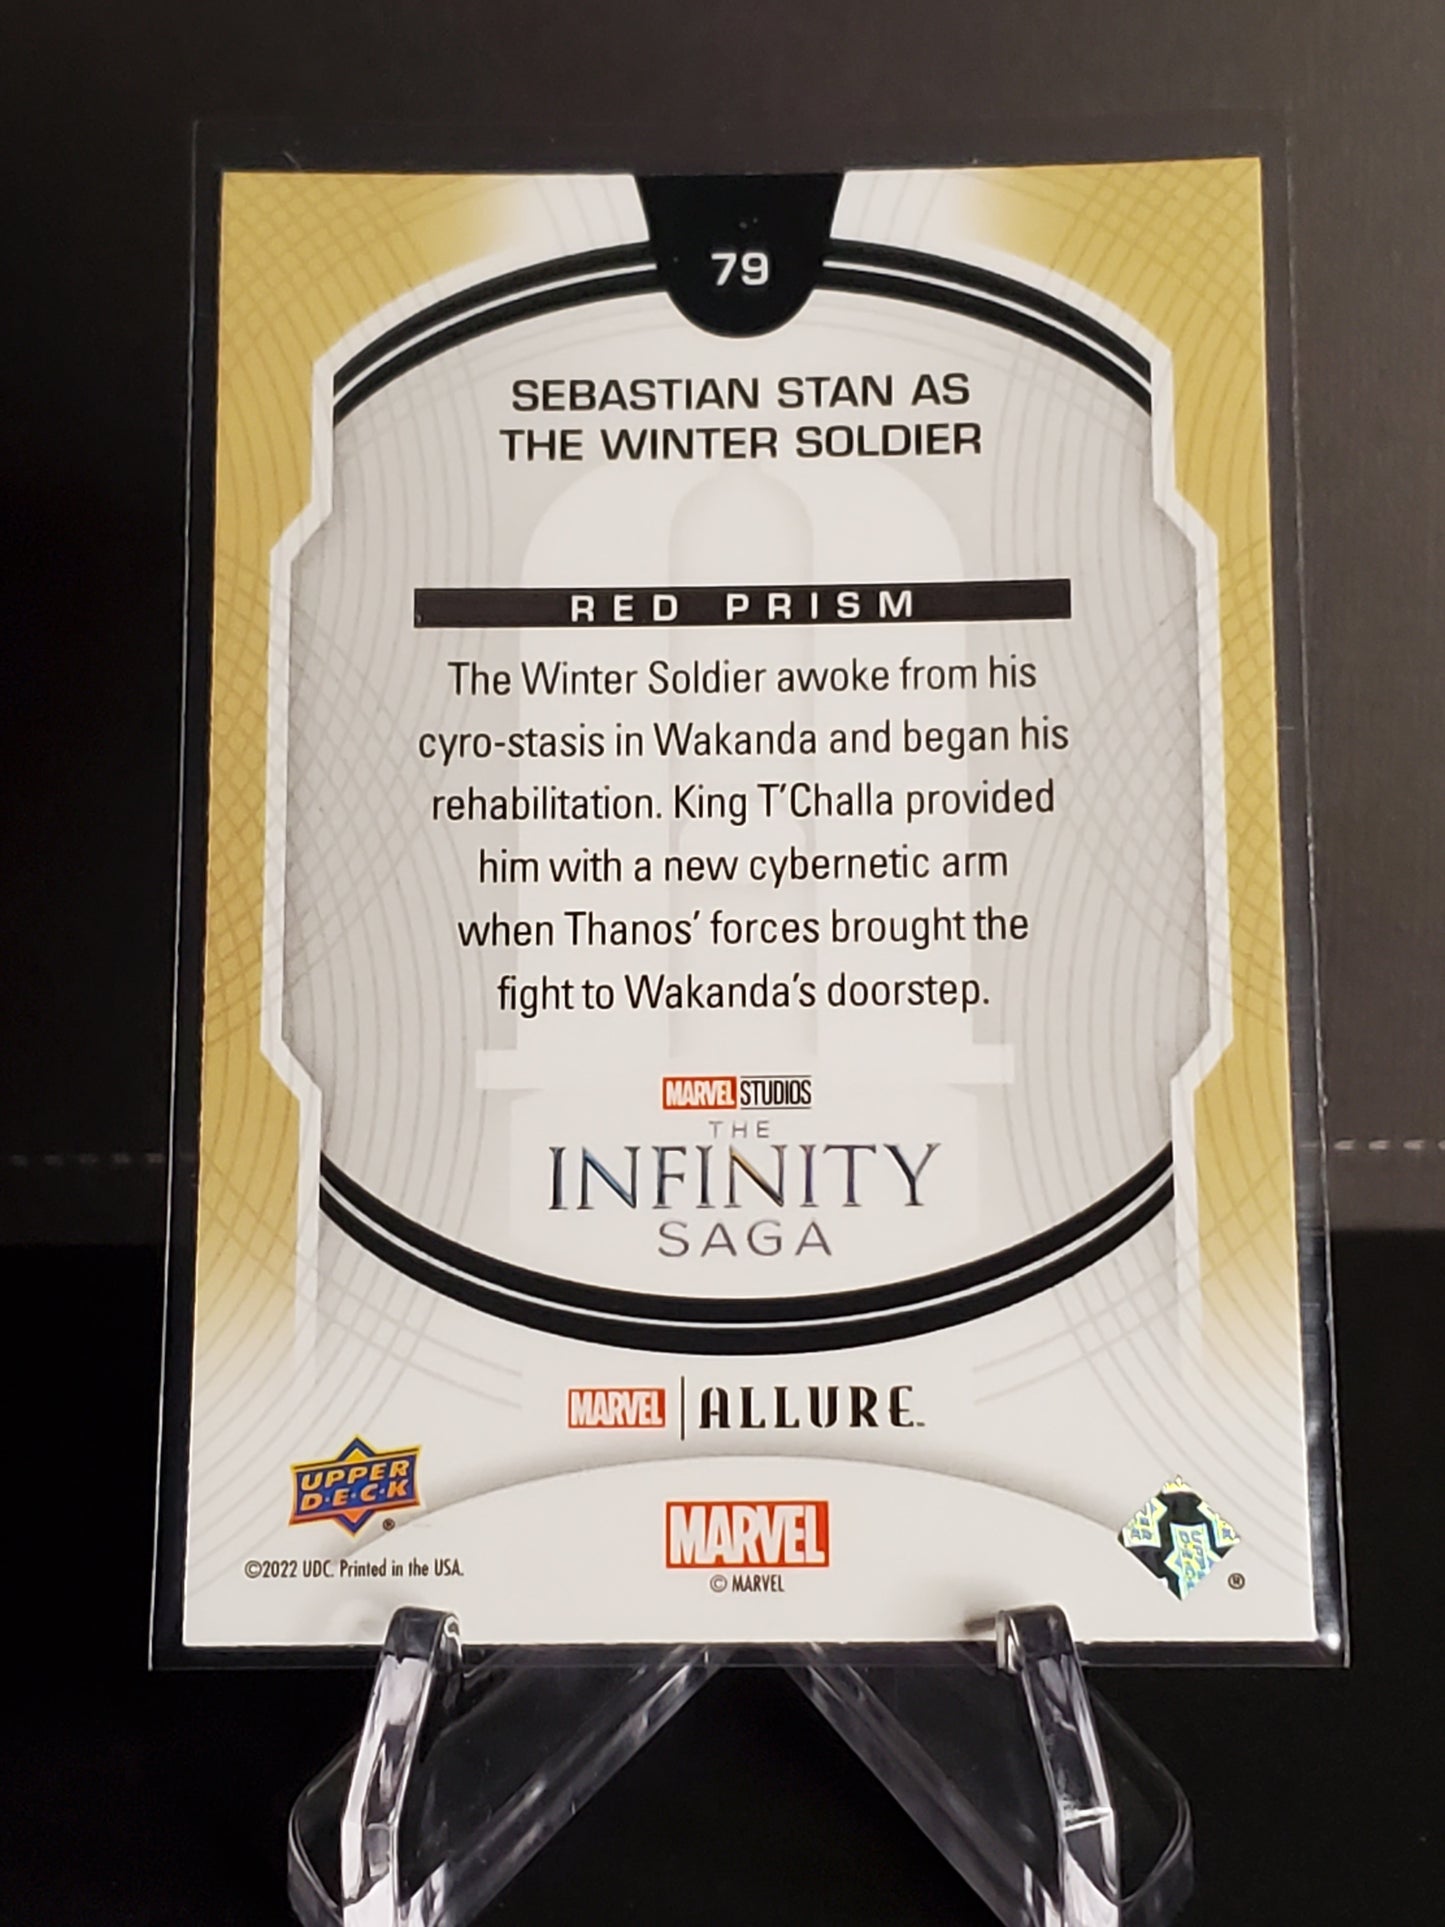 79
SEBASTIAN STAN AS
THE WINTER SOLDIER
RED PRISM
The Winter Soldier awoke from his
cyro-stasis in Wakanda and began his
rehabilitation. King T'Challa provided
him with a new cybernetic arm
when Thanos' forces brought the
fight to Wakanda's doorstep.
MARVEL STUDIOS
THE
INFINITY
SAGA
MARVEL | ALLURE™
UPPER
D·E·C·K
®
©2022 UDC. Printed in the USA.
MARVEL
© MARVEL
®